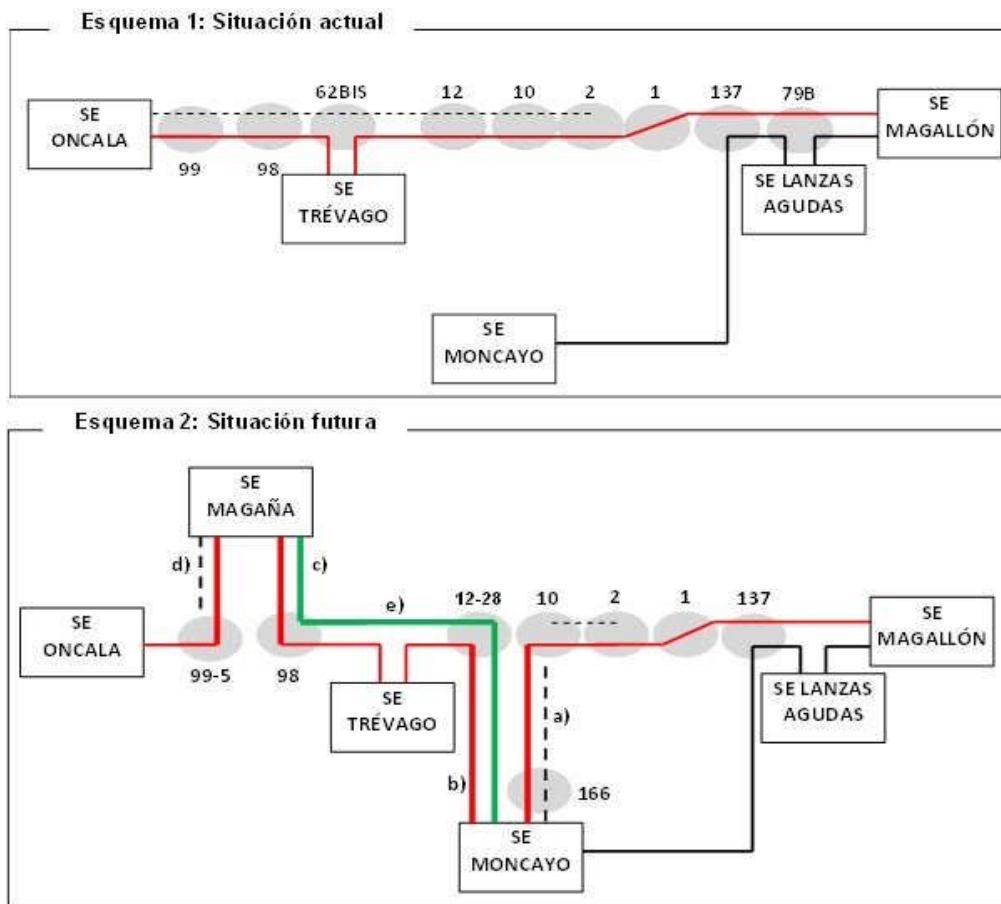 Esquema 1: Situación actual
62BIS 12 10 2 1 137 79B
SE
ONCALA
SE
MAGALLÓN
99 98
SE
TRÉVAGO
SE LANZAS
AGUDAS
SE
MONCAYO
Esquema 2: Situación futura
SE
MAGAÑA
d) c)
e) 12-28 10 2 1 137
SE
ONCALA
SE
MAGALLÓN
99-5 98
SE
TRÉVAGO
SE LANZAS
AGUDAS
a)
b) 166
SE
MONCAYO